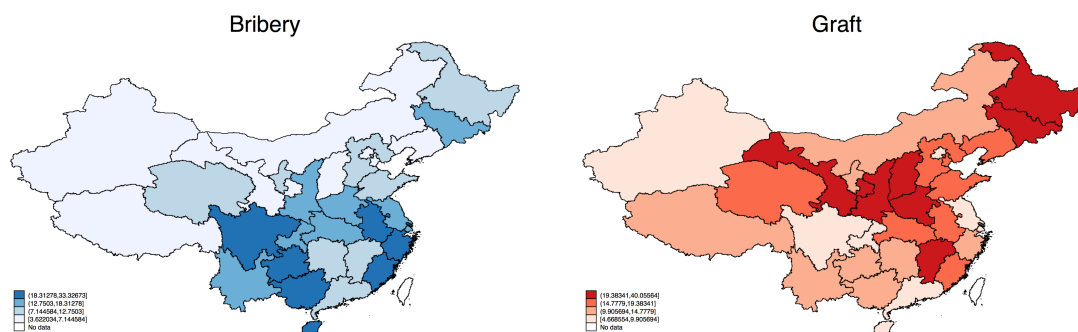 Bribery
Graft
(18.31278,33.32673]
(12.7503,18.31278]
(7.144584,12.7503]
[3.622034,7.144584]
No data
(19.38341,40.05564]
(14.7779,19.38341]
(9.905694,14.7779]
[4.668554,9.905694]
No data